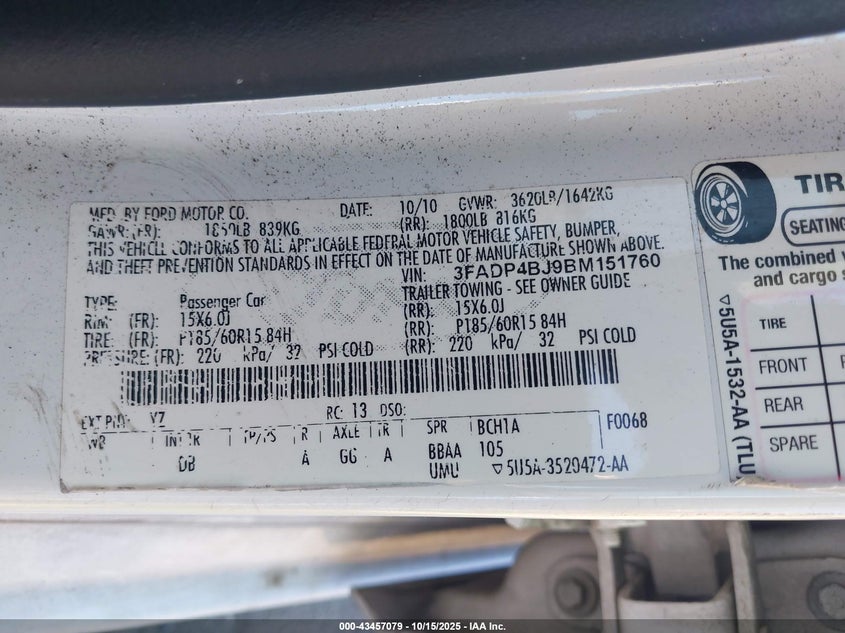 MFD. BY FORD MOTOR CO. DATE: 10/10 GVWR: 3620LB/1642KG
GAWR:(FR): 1850LB 839KG (RR): 1800LB 816KG
THIS VEHICLE CONFORMS TO ALL APPLICABLE FEDERAL MOTOR VEHICLE SAFETY, BUMPER,
AND THEFT PREVENTION STANDARDS IN EFFECT ON THE DATE OF MANUFACTURE SHOWN ABOVE
VIN: 3FADP4BJ9BM151760
TYPE: Passenger Car TRAILER TOWING - SEE OWNER GUIDE
RIM: (FR): 15X6.0J (RR): 15X6.0J
TIRE: (FR): P185/60R15 84H (RR): P185/60R15 84H
PRESSURE: (FR): 220 kPa/ 32 PSI COLD (RR): 220 kPa/ 32 PSI COLD
EXT PNT: YZ RC: 13 DSO: F0068
WB INT TR TP/PS R AXLE TR SPR BCH1A
DB A GG A BBAA 105
UMU ▽5U5A-3520472-AA
▽5U5A-1532-AA (TLU
TIR
SEATING
The combined
and cargo
TIRE
FRONT
REAR
SPARE
000-43457079 - 10/15/2025 - IAA Inc.